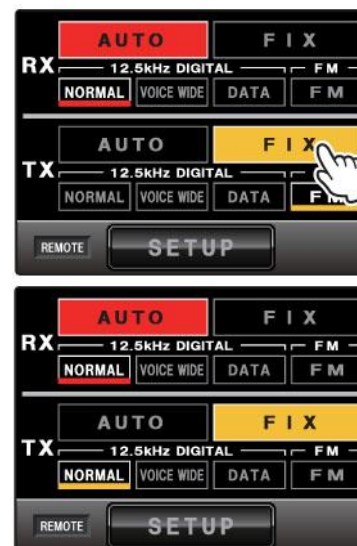 AUTO FIX
RX 12.5kHz DIGITAL FM
NORMAL VOICE WIDE DATA FM
AUTO FIX
TX 12.5kHz DIGITAL
NORMAL VOICE WIDE DATA FM
REMOTE SETUP
AUTO FIX
RX 12.5kHz DIGITAL FM
NORMAL VOICE WIDE DATA FM
AUTO FIX
TX 12.5kHz DIGITAL FM
NORMAL VOICE WIDE DATA FM
REMOTE SETUP